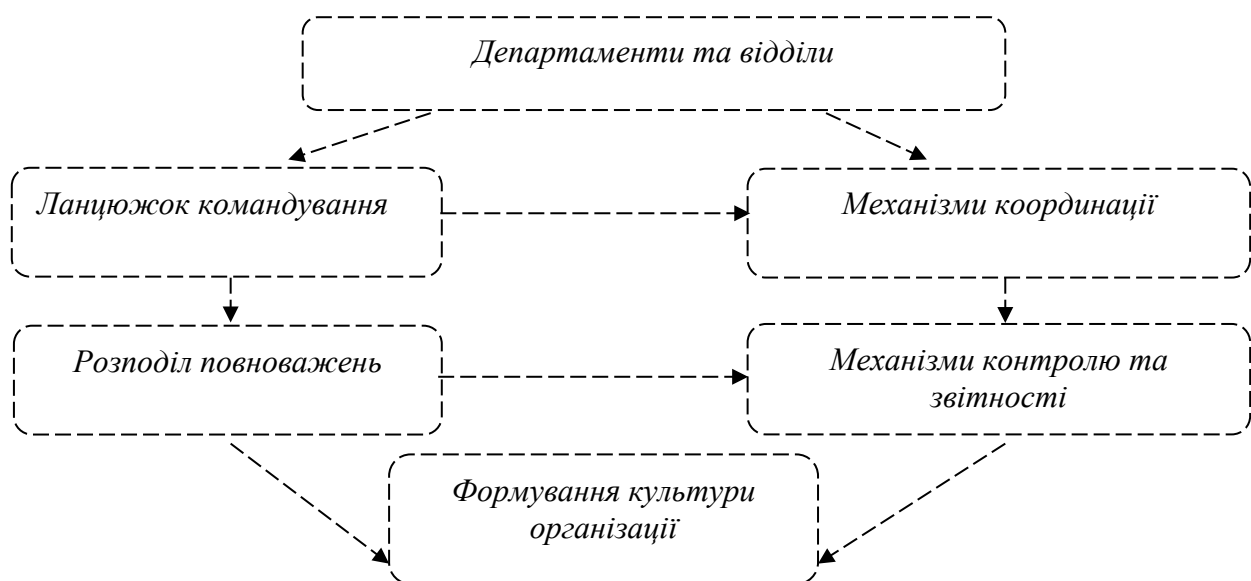 Департаменти та відділи
Ланцюжок командування
Механізми координації
Розподіл повноважень
Механізми контролю та
звітності
Формування культури
організації